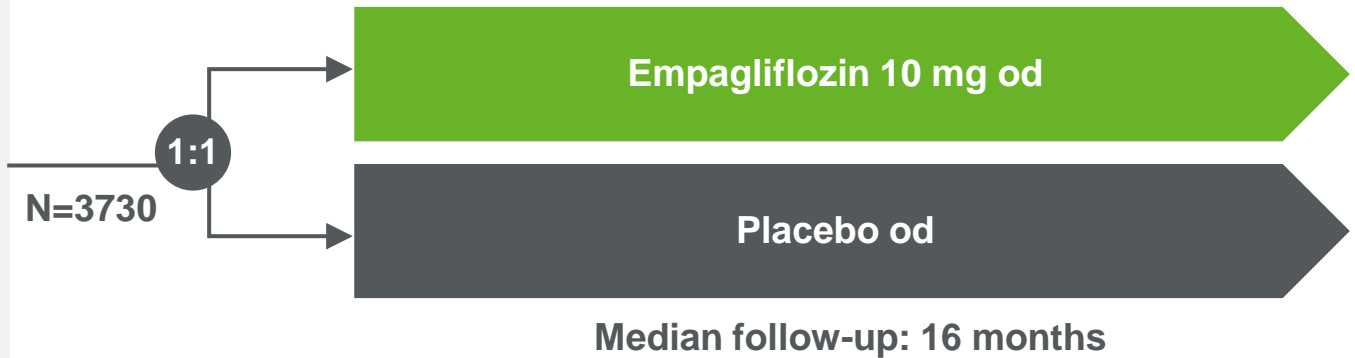 Empagliflozin 10 mg od
1:1
N=3730
Placebo od
Median follow-up: 16 months